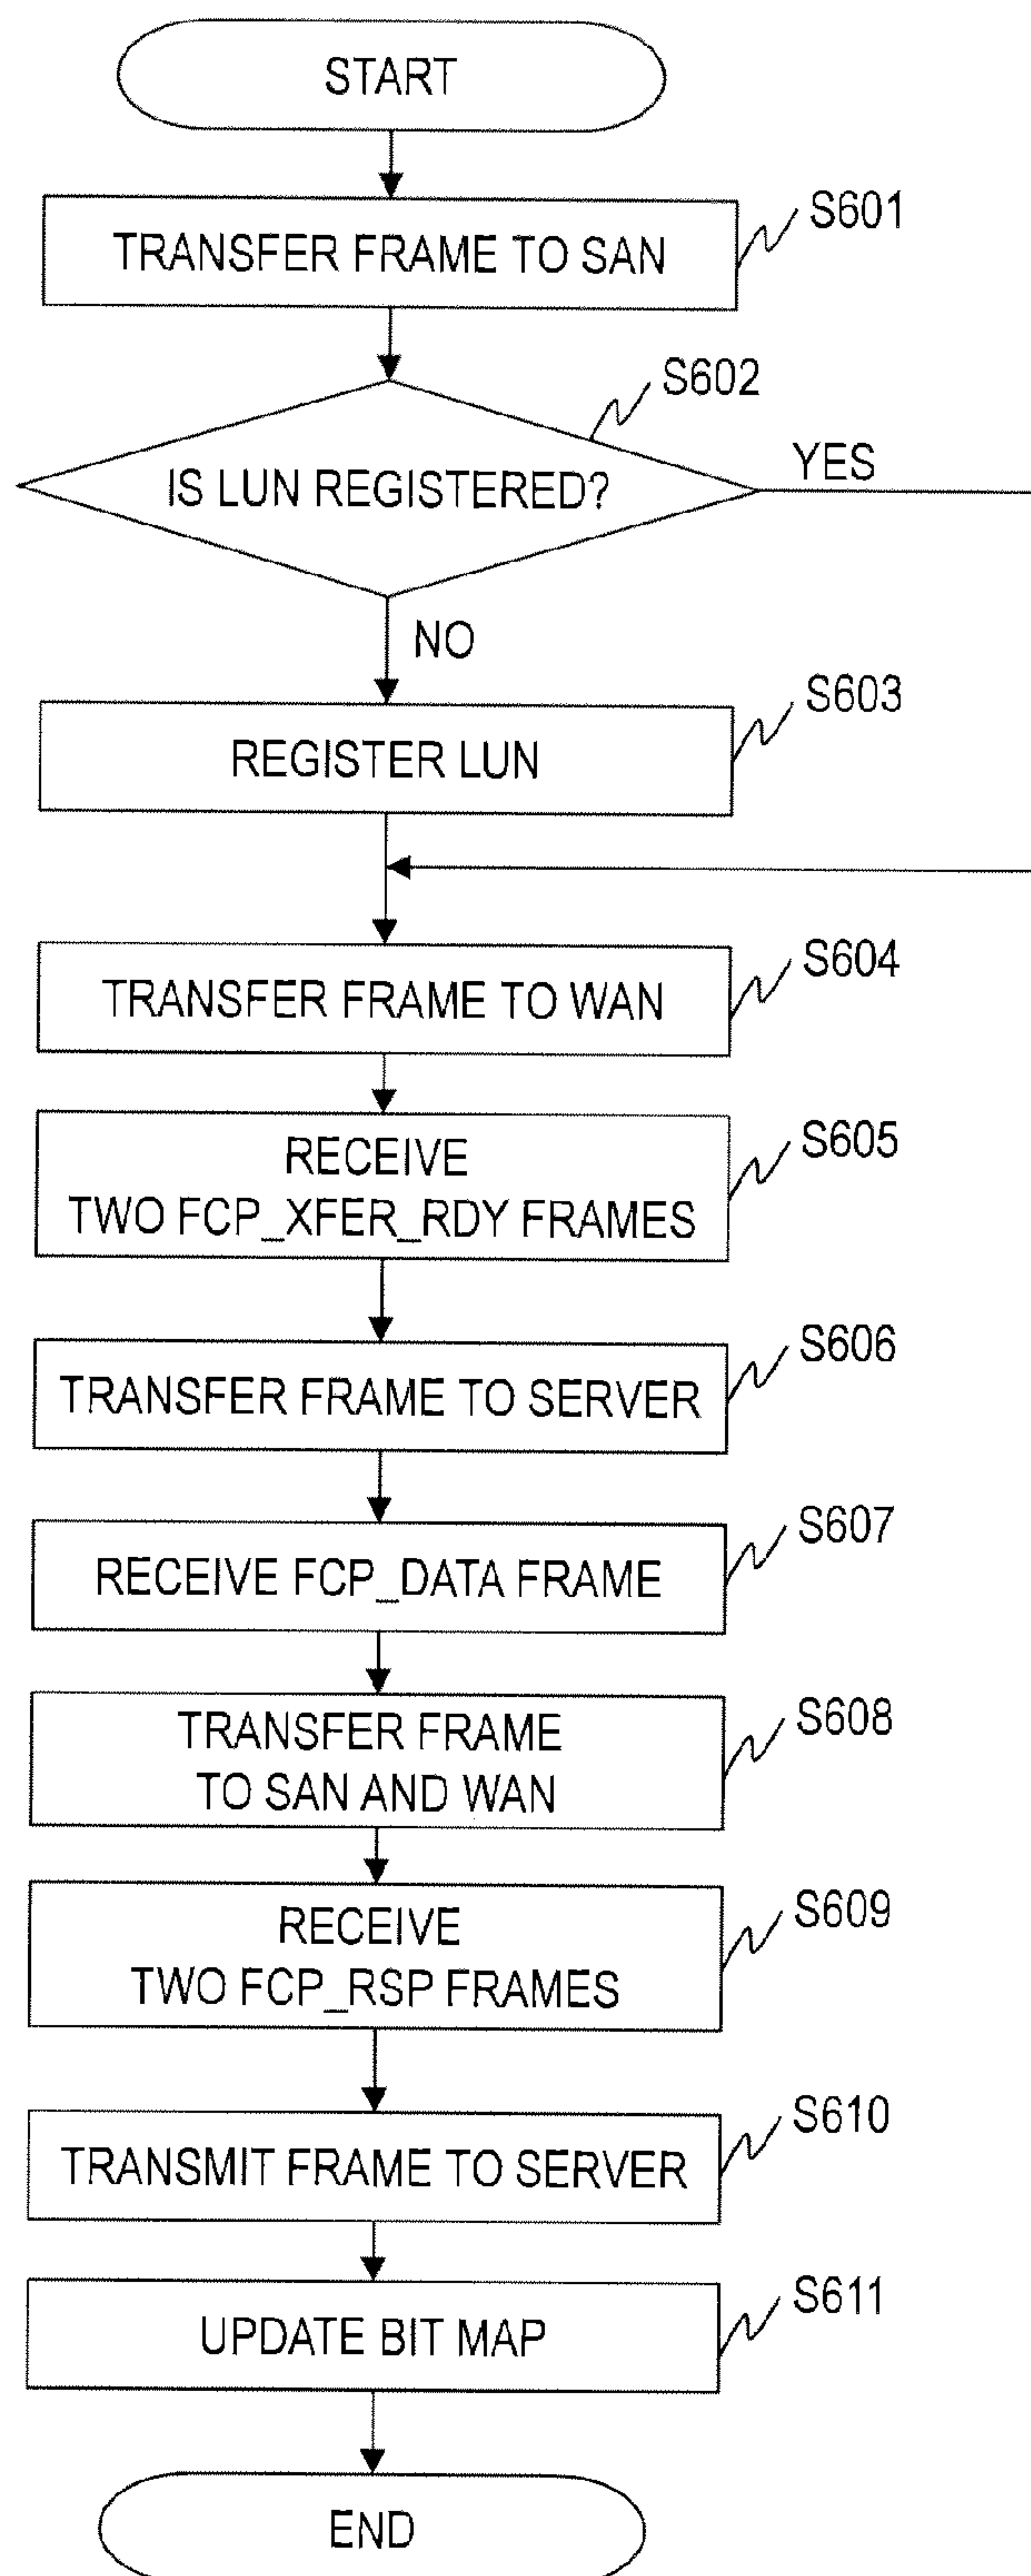 START
TRANSFER FRAME TO SAN
S601
S602
IS LUN REGISTERED?
YES
NO
S603
REGISTER LUN
S604
TRANSFER FRAME TO WAN
S605
RECEIVE
TWO FCP_XFER_RDY FRAMES
S606
TRANSFER FRAME TO SERVER
S607
RECEIVE FCP_DATA FRAME
S608
TRANSFER FRAME
TO SAN AND WAN
S609
RECEIVE
TWO FCP_RSP FRAMES
S610
TRANSMIT FRAME TO SERVER
S611
UPDATE BIT MAP
END